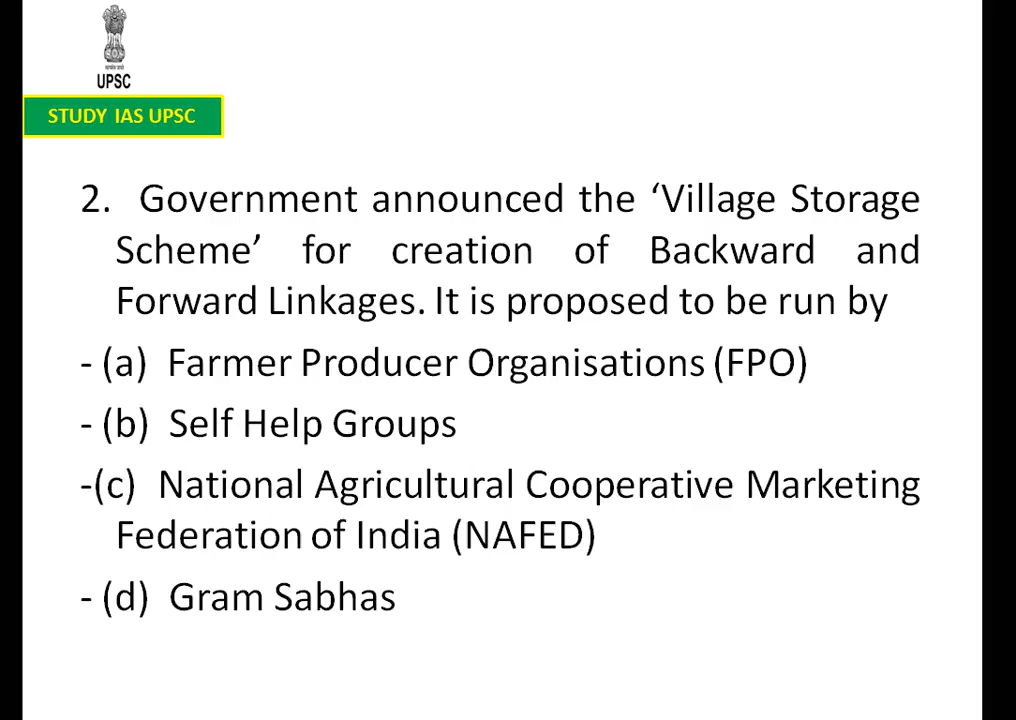 UPSC
STUDY IAS UPSC
2. Government announced the ‘Village Storage
Scheme’ for creation of Backward and
Forward Linkages. It is proposed to be run by
- (a) Farmer Producer Organisations (FPO)
- (b) Self Help Groups
-(c) National Agricultural Cooperative Marketing
Federation of India (NAFED)
- (d) Gram Sabhas